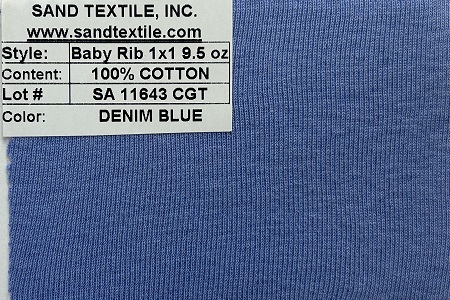 SAND TEXTILE, INC.
www.sandtextile.com
Style: Baby Rib 1x1 9.5 oz
Content: 100% COTTON
Lot # SA 11643 CGT
Color: DENIM BLUE